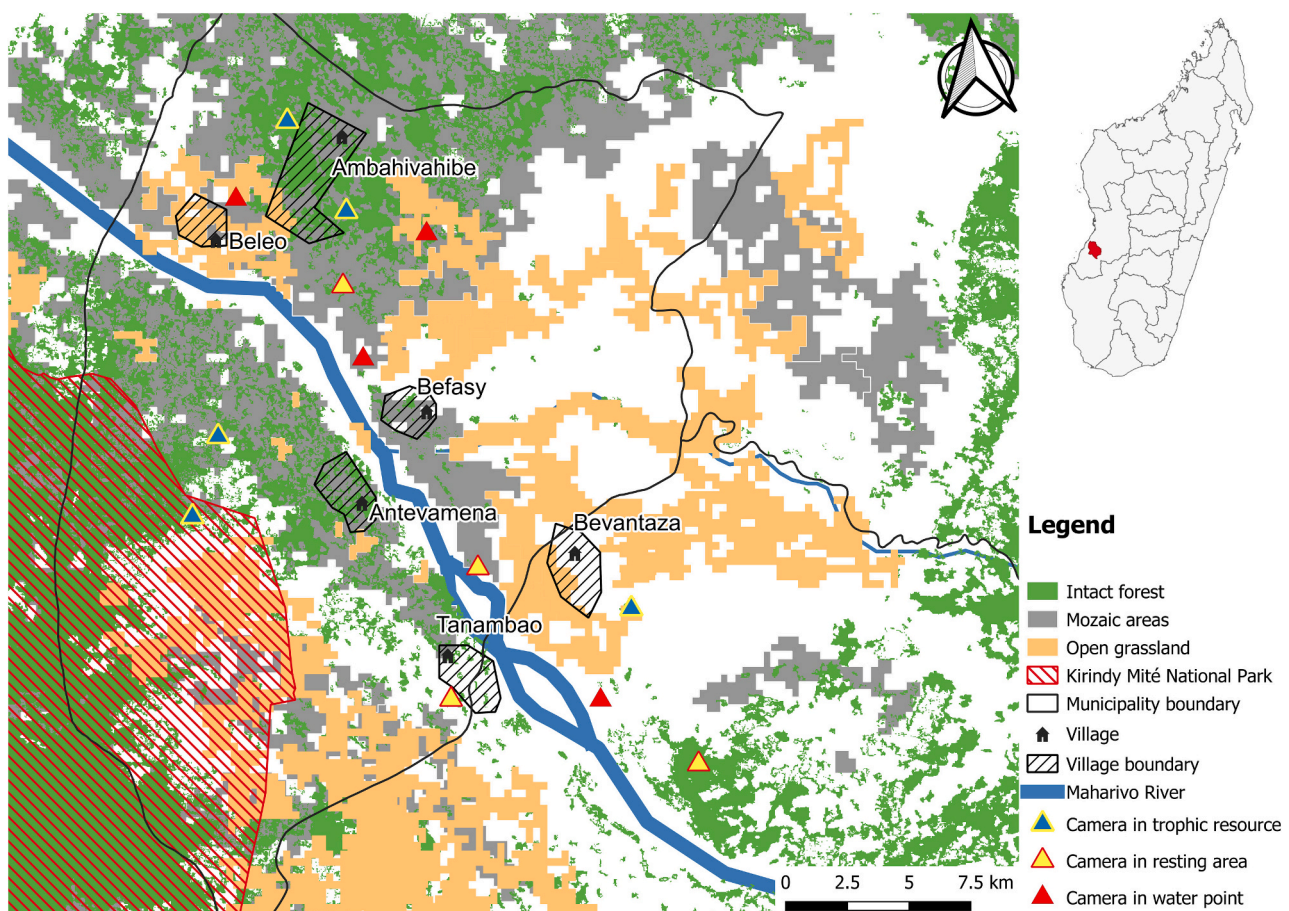 Ambahivahibe
Beleo
Befasy
Antevamena
Bevantaza
Tanambao
Legend
Intact forest
Mozaic areas
Open grassland
Kirindy Mité National Park
Municipality boundary
Village
Village boundary
Maharivo River
Camera in trophic resource
Camera in resting area
Camera in water point
0 2.5 5 7.5 km